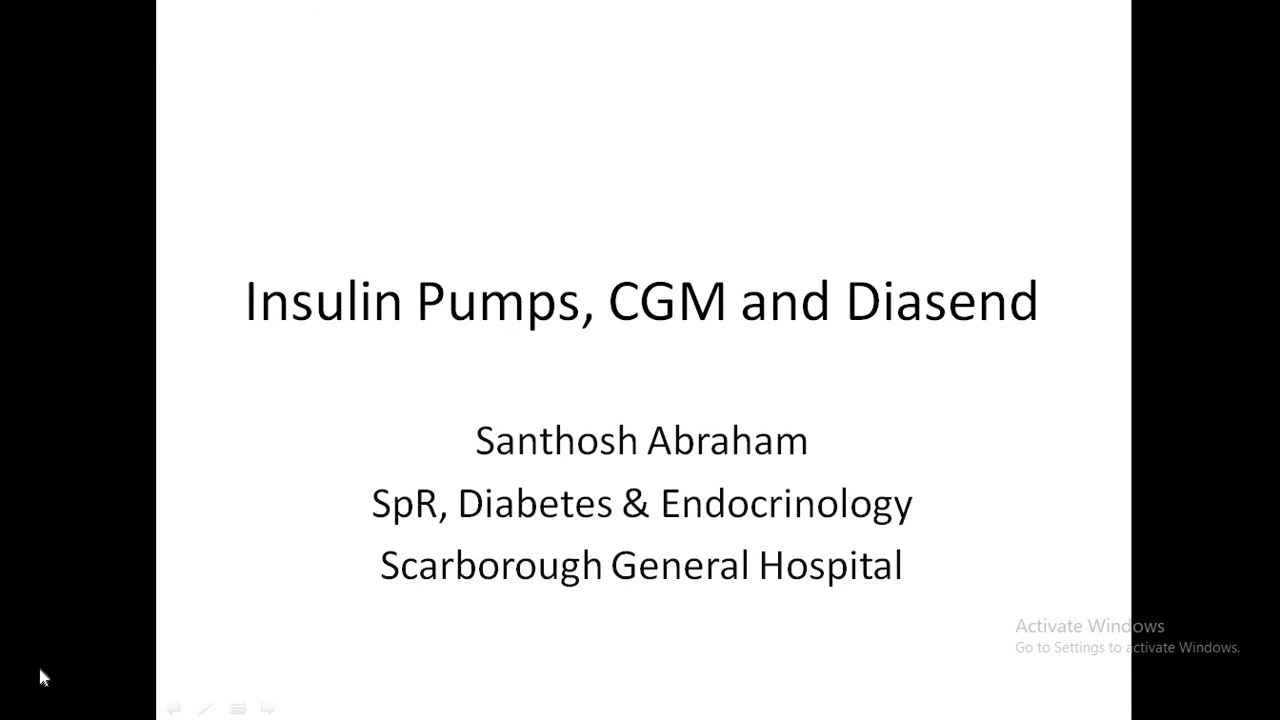 Insulin Pumps, CGM and Diasend
Santhosh Abraham
SpR, Diabetes & Endocrinology
Scarborough General Hospital
Activate Windows
Go to Settings to activate Windows.